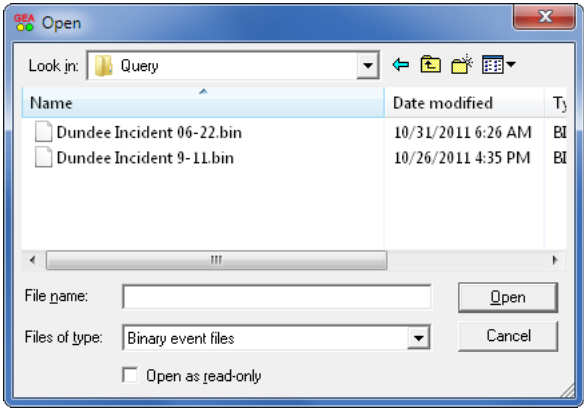 GEA Open
Look in: Query
Name Date modified Ty
Dundee Incident 06-22.bin 10/31/2011 6:26 AM BI
Dundee Incident 9-11.bin 10/26/2011 4:35 PM BI
File name: Open
Files of type: Binary event files Cancel
Open as read-only